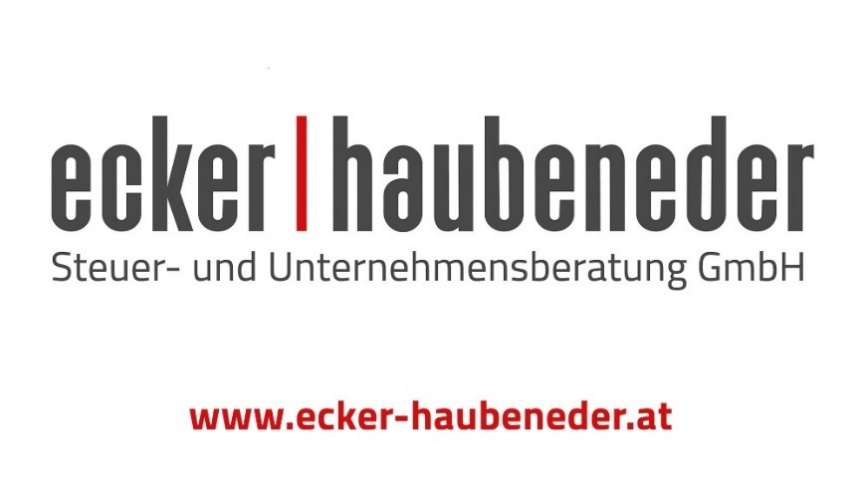 ecker | haubeneder
Steuer- und Unternehmensberatung GmbH
www.ecker-haubeneder.at